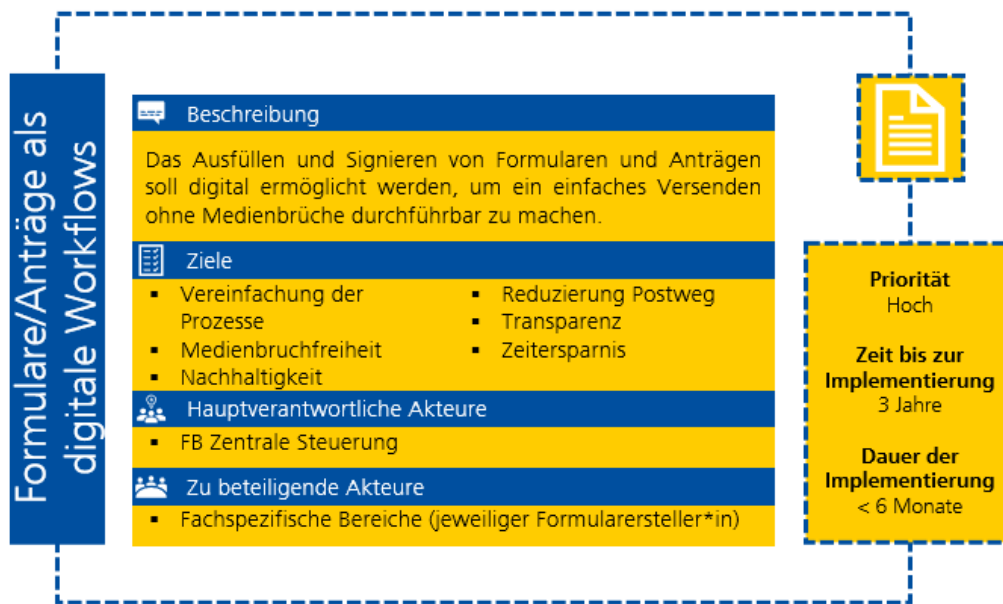 Formulare/Anträge als
digitale Workflows
Beschreibung
Das Ausfüllen und Signieren von Formularen und Anträgen
soll digital ermöglicht werden, um ein einfaches Versenden
ohne Medienbrüche durchführbar zu machen.
Ziele
▪ Vereinfachung der
Prozesse
▪ Medienbruchfreiheit
▪ Nachhaltigkeit
▪ Reduzierung Postweg
▪ Transparenz
▪ Zeitersparnis
Hauptverantwortliche Akteure
▪ FB Zentrale Steuerung
Zu beteiligende Akteure
▪ Fachspezifische Bereiche (jeweiliger Formularersteller*in)
Priorität
Hoch
Zeit bis zur
Implementierung
3 Jahre
Dauer der
Implementierung
< 6 Monate